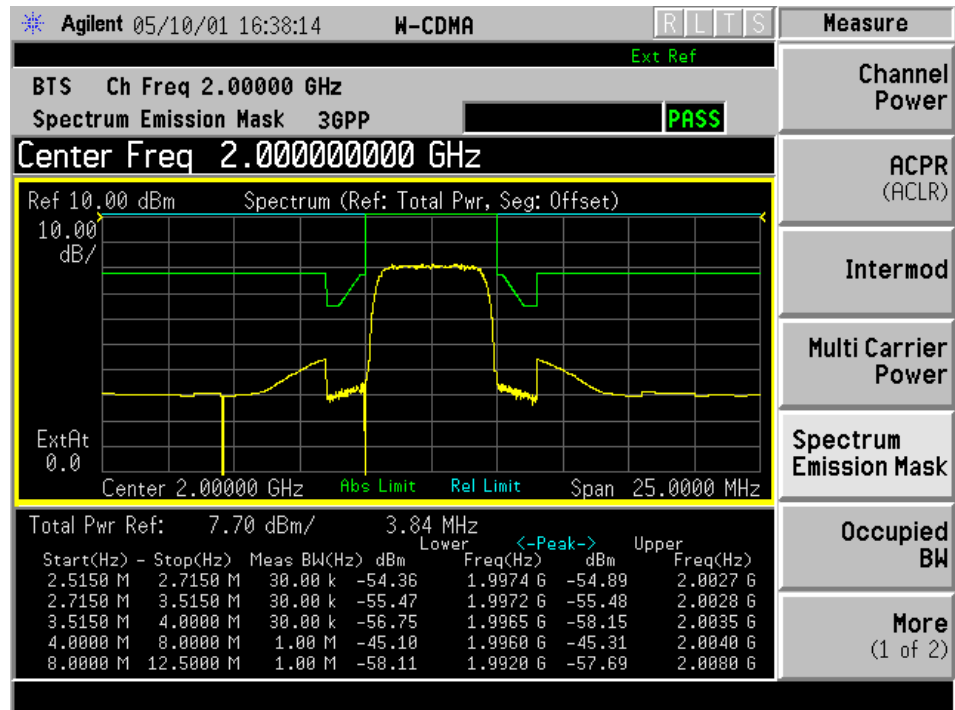 Agilent 05/10/01 16:38:14 W-CDMA R L T S Measure
Ext Ref
BTS Ch Freq 2.00000 GHz
Spectrum Emission Mask 3GPP PASS
Center Freq 2.000000000 GHz
Ref 10.00 dBm Spectrum (Ref: Total Pwr, Seg: Offset)
10.00
dB/
ExtAt
0.0
Center 2.00000 GHz Abs Limit Rel Limit Span 25.0000 MHz
Total Pwr Ref: 7.70 dBm/ 3.84 MHz
Lower <-Peak-> Upper
Start(Hz) - Stop(Hz) Meas BW(Hz) dBm Freq(Hz) dBm Freq(Hz)
2.5150 M 2.7150 M 30.00 k -54.36 1.9974 G -54.89 2.0027 G
2.7150 M 3.5150 M 30.00 k -55.47 1.9972 G -55.48 2.0028 G
3.5150 M 4.0000 M 30.00 k -56.75 1.9965 G -58.15 2.0035 G
4.0000 M 8.0000 M 1.00 M -45.10 1.9960 G -45.31 2.0040 G
8.0000 M 12.5000 M 1.00 M -58.11 1.9920 G -57.69 2.0080 G
Channel
Power
ACPR
(ACLR)
Intermod
Multi Carrier
Power
Spectrum
Emission Mask
Occupied
BW
More
(1 of 2)